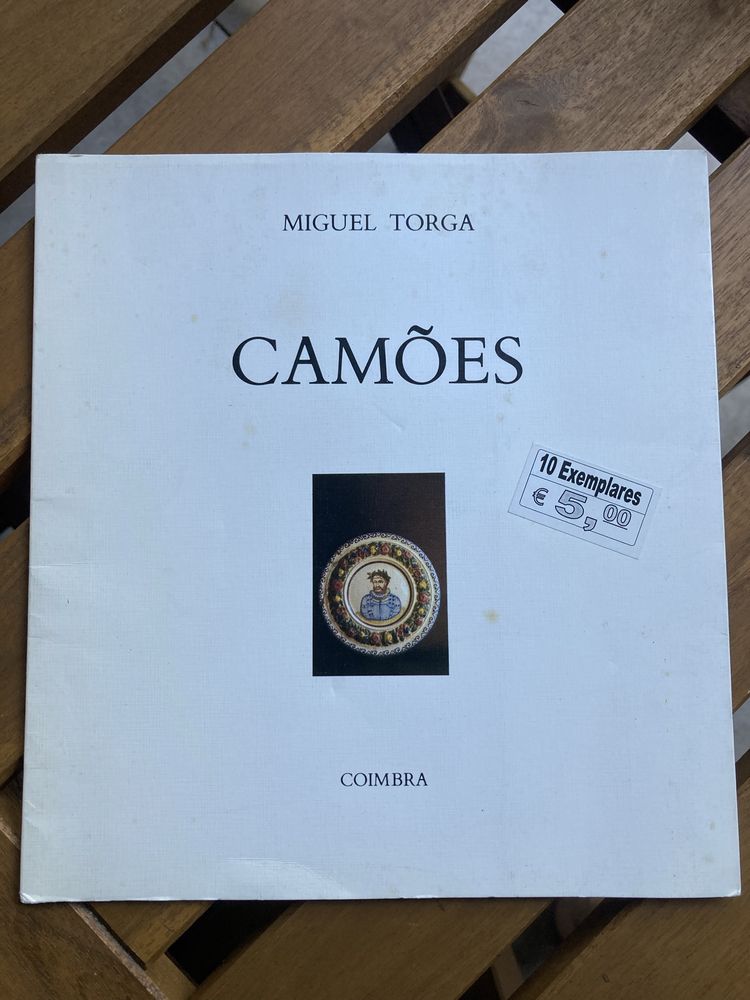 MIGUEL TORGA
CAMÕES
10 Exemplares
€ 5,00
COIMBRA